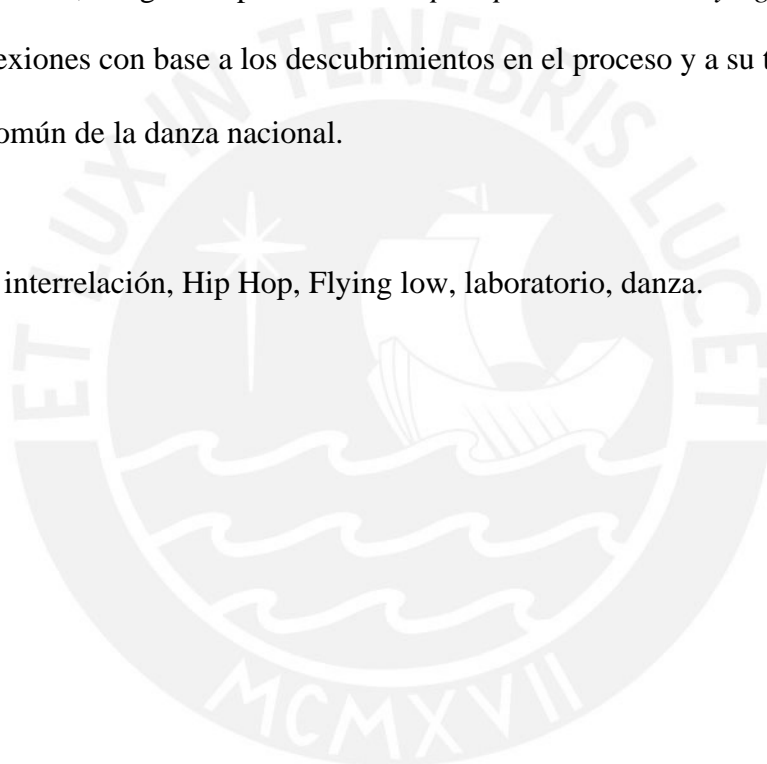 exiones con base a los descubrimientos en el proceso y a su t
omún de la danza nacional.
interrelación, Hip Hop, Flying low, laboratorio, danza.
ET LUX IN TENEBRIS LUCET
MCMXVII